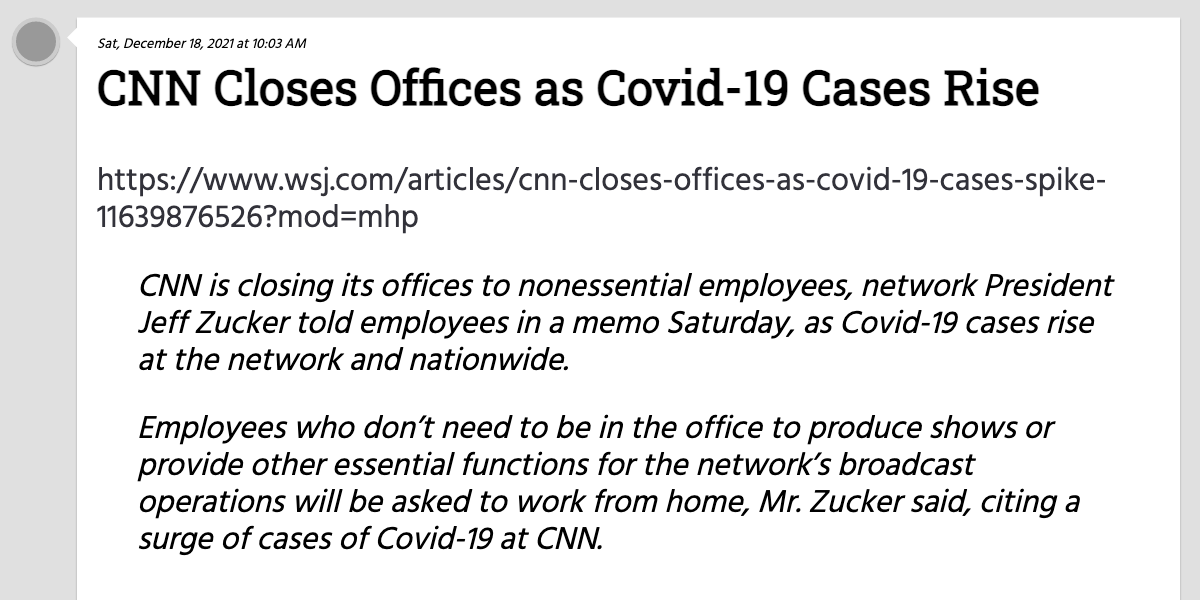 Sat, December 18, 2021 at 10:03 AM
CNN Closes Offices as Covid-19 Cases Rise
https://www.wsj.com/articles/cnn-closes-offices-as-covid-19-cases-spike-
11639876526?mod=mhp
CNN is closing its offices to nonessential employees, network President
Jeff Zucker told employees in a memo Saturday, as Covid-19 cases rise
at the network and nationwide.
Employees who don’t need to be in the office to produce shows or
provide other essential functions for the network’s broadcast
operations will be asked to work from home, Mr. Zucker said, citing a
surge of cases of Covid-19 at CNN.